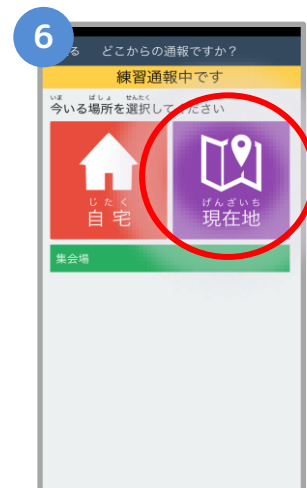 6
る どこからの通報ですか？
練習通報中です
いま ばしょ せんたく
今いる場所を選択してください
じたく
自宅
げんざいち
現在地
集会場